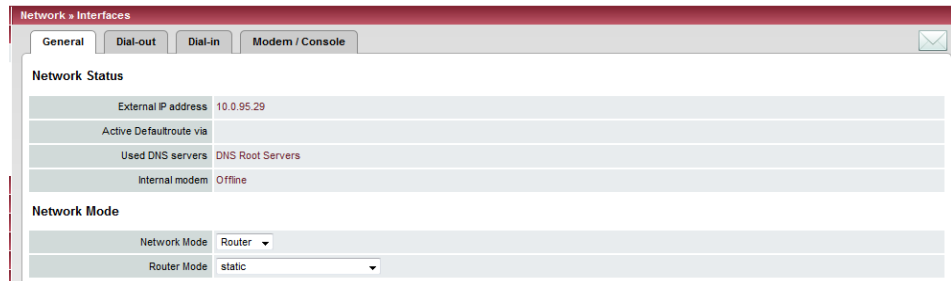 Network » Interfaces
General Dial-out Dial-in Modem / Console
Network Status
External IP address 10.0.95.29
Active Defaultroute via
Used DNS servers DNS Root Servers
Internal modem Offline
Network Mode
Network Mode Router
Router Mode static